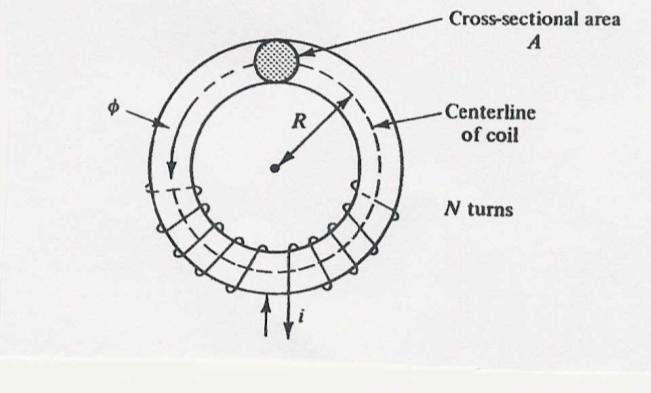 Cross-sectional area
A
ϕ
R
Centerline
of coil
N turns
i